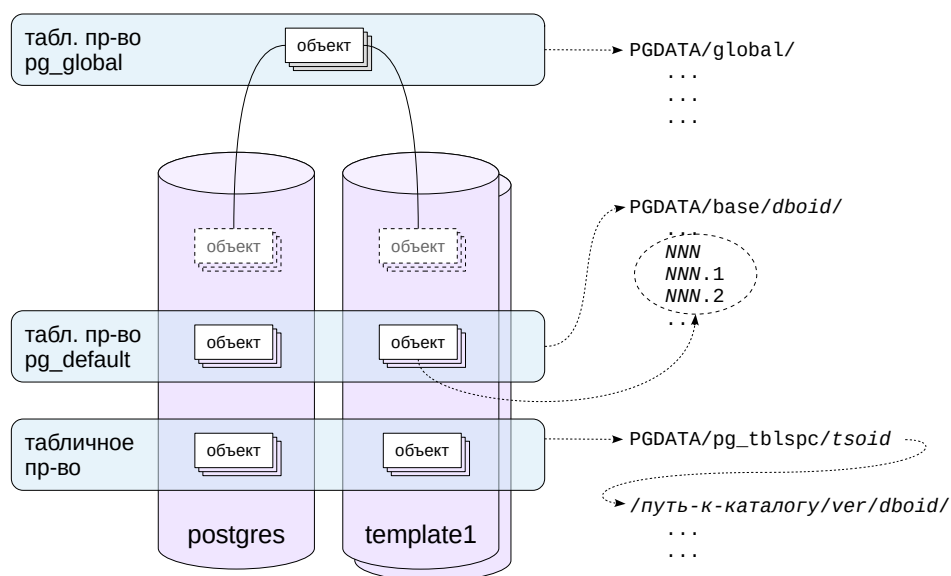 табл. пр-во
pg_global
объект
PGDATA/global/
...
...
...
PGDATA/base/dboid/
...
NNN
NNN.1
NNN.2
...
объект
объект
табл. пр-во
pg_default
объект
объект
табличное
пр-во
объект
объект
PGDATA/pg_tblspc/tsoid
/путь-к-каталогу/ver/dboid/
...
...
postgres
template1